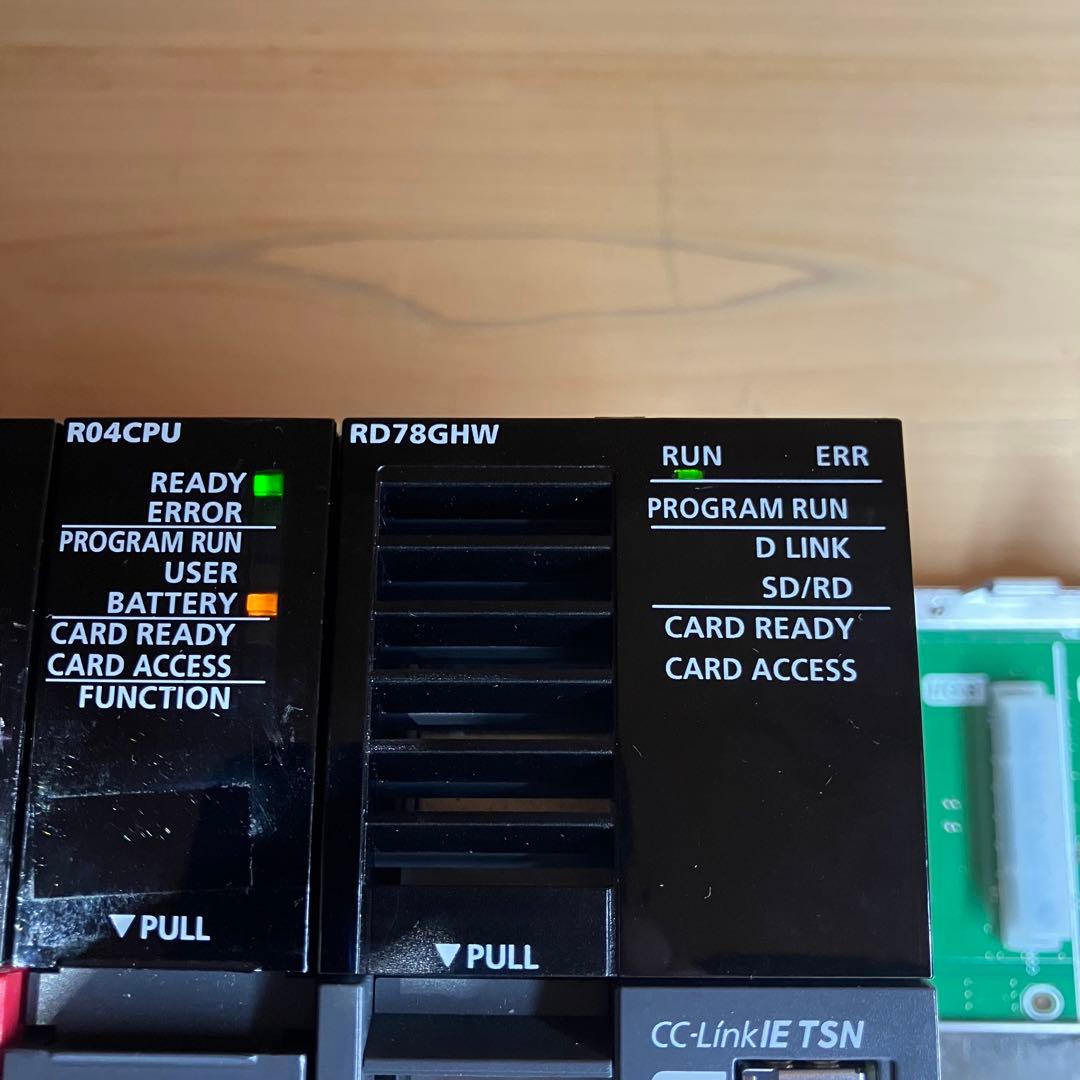 R04CPU
READY
ERROR
PROGRAM RUN
USER
BATTERY
CARD READY
CARD ACCESS
FUNCTION
▼PULL
RD78GHW
RUN ERR
PROGRAM RUN
D LINK
SD/RD
CARD READY
CARD ACCESS
▼PULL
CC-Link IE TSN